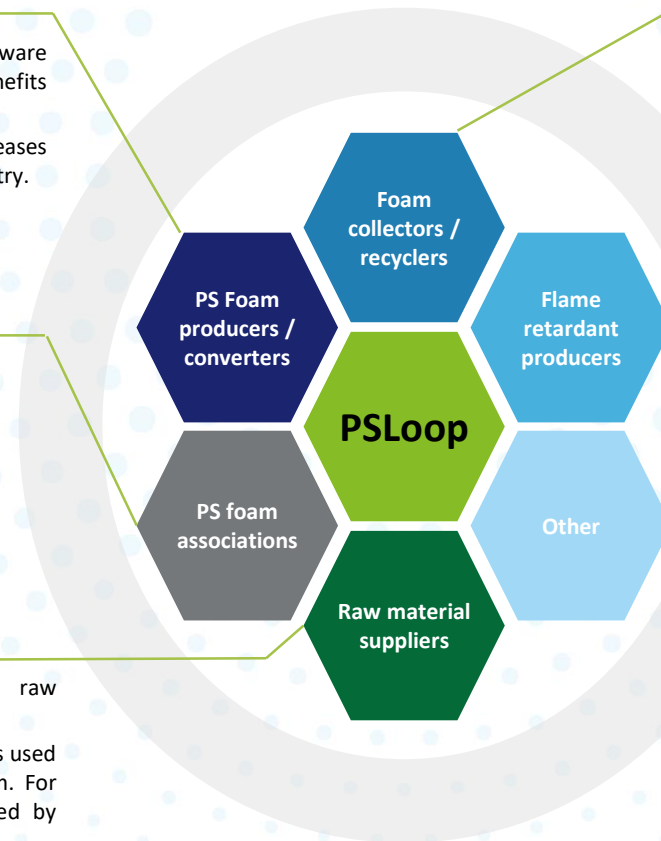 ware
nefits
eases
try.
Foam
collectors /
recyclers
PS Foam
producers /
converters
Flame
retardant
producers
PSLoop
PS foam
associations
Other
Raw material
suppliers
raw
s used
n. For
ed by